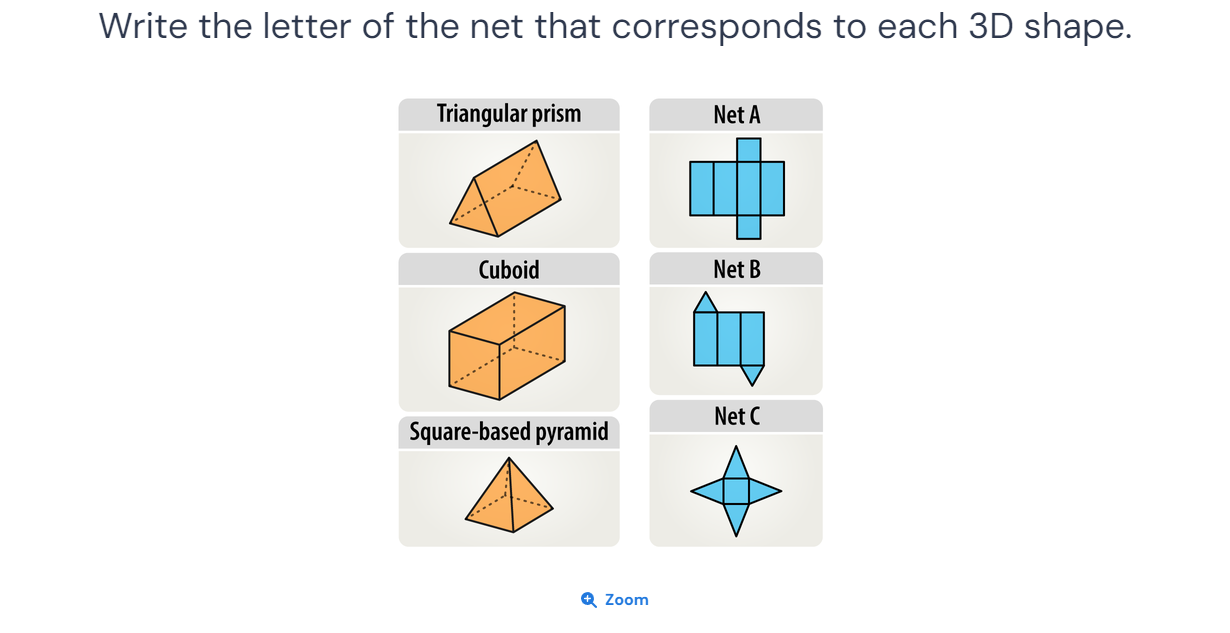 Write the letter of the net that corresponds to each 3D shape.
Triangular prism
Net A
Cuboid
Net B
Square-based pyramid
Net C
Zoom